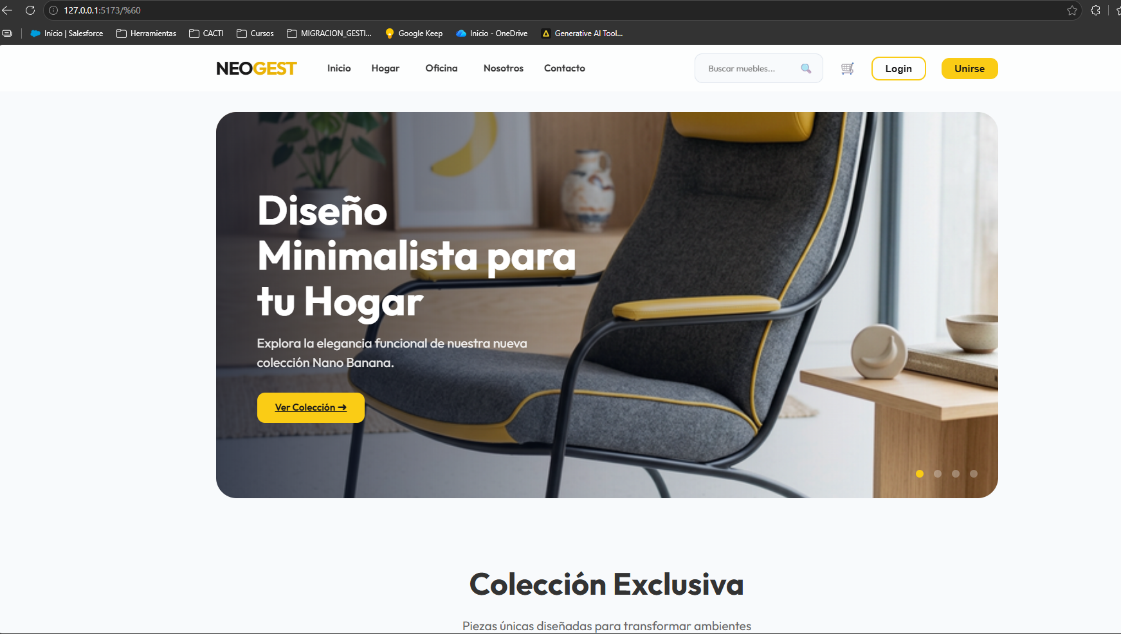 127.0.0.1:5173/%60
Inicio | Salesforce
Herramientas
CACTI
Cursos
MIGRACION_GESTI...
Google Keep
Inicio - OneDrive
Generative AI Tool...
NEOGEST
Inicio
Hogar
Oficina
Nosotros
Contacto
Buscar muebles...
Login
Unirse
Diseño
Minimalista para
tu Hogar
Explora la elegancia funcional de nuestra nueva
colección Nano Banana.
Ver Colección →
Colección Exclusiva
Piezas únicas diseñadas para transformar ambientes